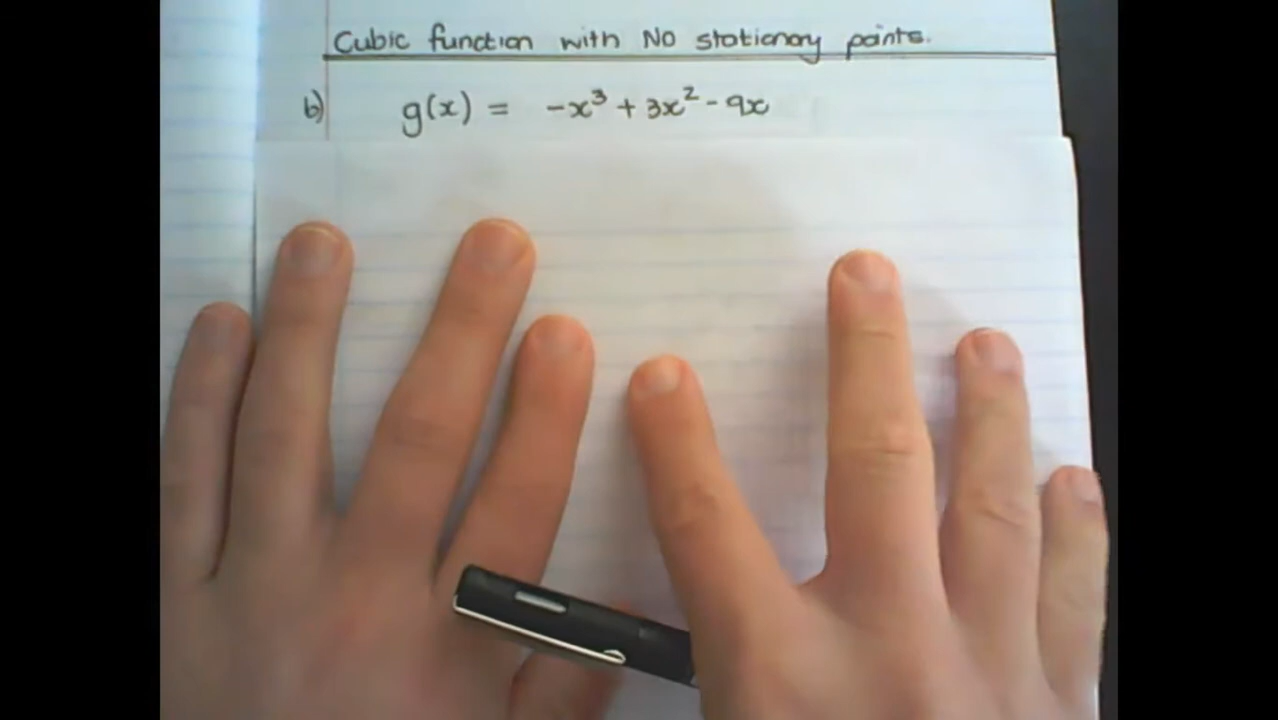 Cubic function with No stationary points.
b) g(x) = -x³ + 3x² - 9x